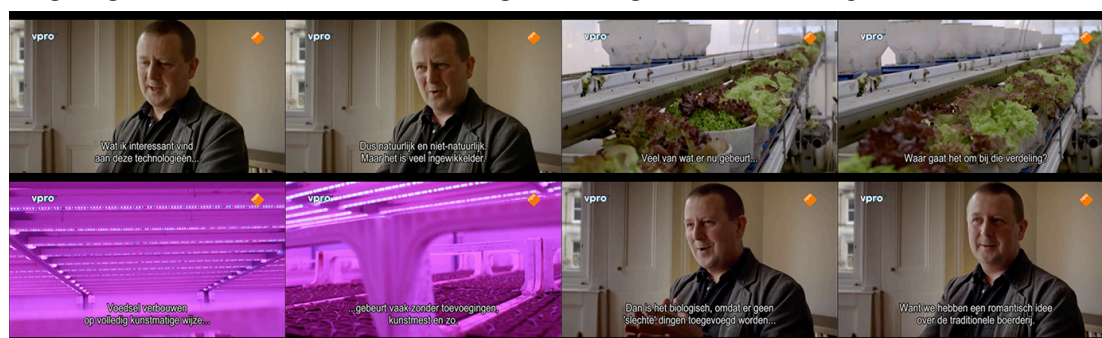 vpro
Wat ik interessant vind
aan deze technologieën...
vpro
Dus natuurlijk en niet-natuurlijk.
Maar het is veel ingewikkelder.
vpro
Veel van wat er nu gebeurt...
vpro
Waar gaat het om bij die verdeling?
vpro
Voedsel verbouwen
op volledig kunstmatige wijze...
vpro
...gebeurt vaak zonder toevoegingen,
kunstmest en zo.
vpro
Dan is het biologisch, omdat er geen
'slechte' dingen toegevoegd worden...
vpro
Want we hebben een romantisch idee
over de traditionele boerderij.